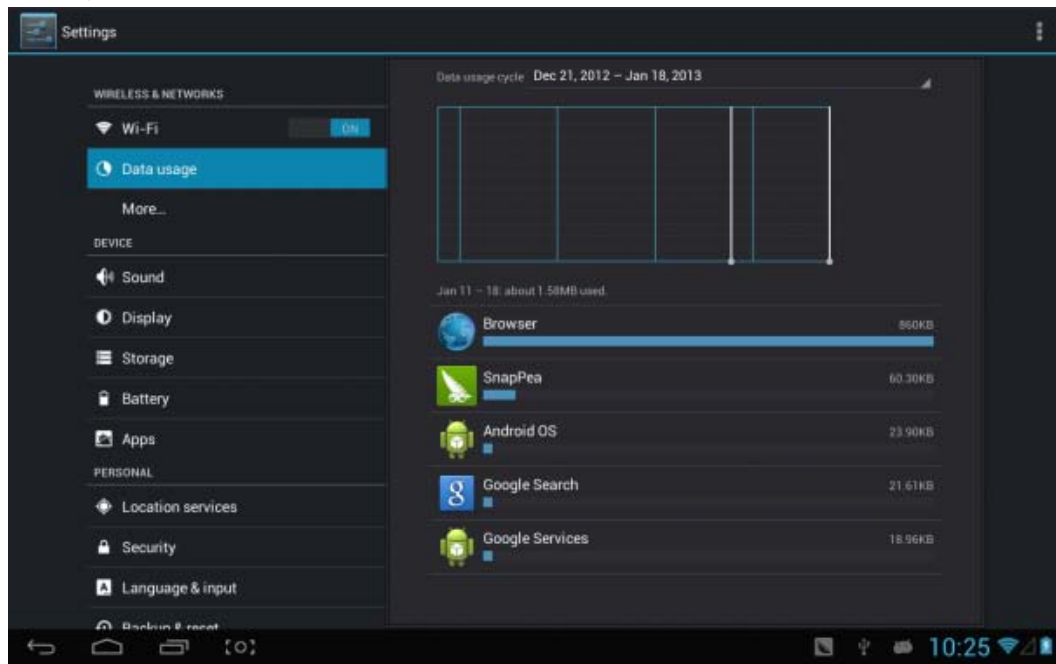 Settings
WIRELESS & NETWORKS
Wi-Fi ON
Data usage
More...
DEVICE
Sound
Display
Storage
Battery
Apps
PERSONAL
Location services
Security
Language & input
Backup & reset
Data usage cycle Dec 21, 2012 – Jan 18, 2013
Jan 11 – 18: about 1.58MB used.
Browser 860KB
SnapPea 60.30KB
Android OS 23.90KB
Google Search 21.61KB
Google Services 18.96KB
10:25